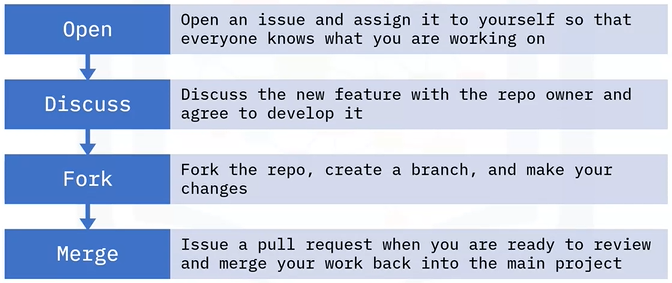 Open
Open an issue and assign it to yourself so that
everyone knows what you are working on
Discuss
Discuss the new feature with the repo owner and
agree to develop it
Fork
Fork the repo, create a branch, and make your
changes
Merge
Issue a pull request when you are ready to review
and merge your work back into the main project